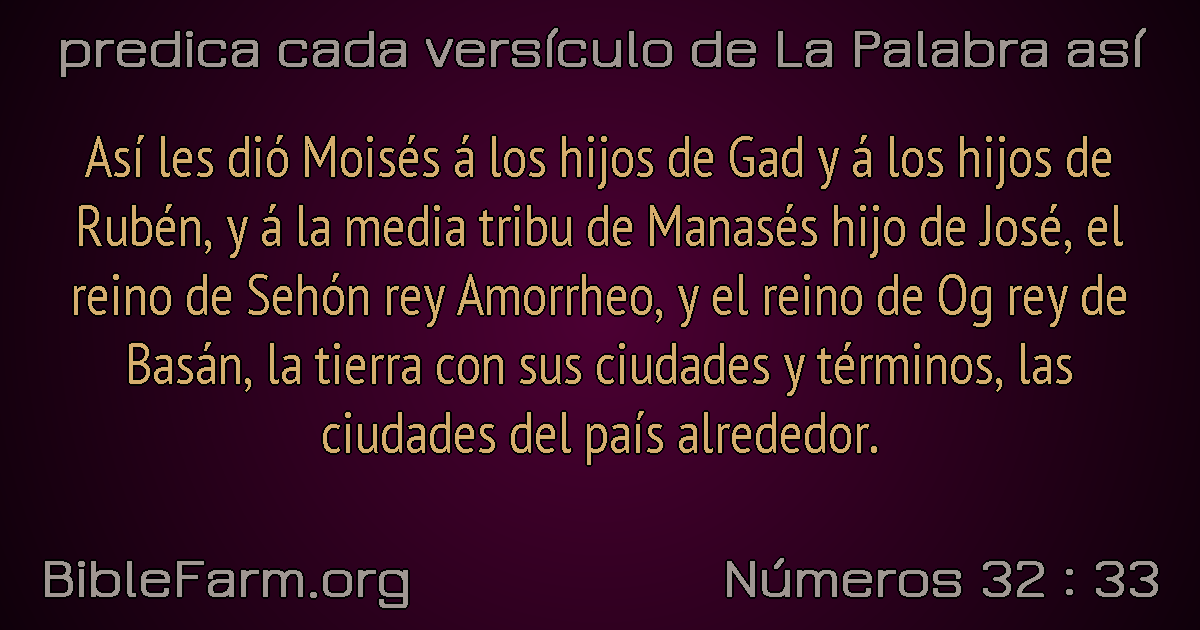 predica cada versículo de La Palabra así
Así les dió Moisés á los hijos de Gad y á los hijos de
Rubén, y á la media tribu de Manasés hijo de José, el
reino de Sehón rey Amorrheo, y el reino de Og rey de
Basán, la tierra con sus ciudades y términos, las
ciudades del país alrededor.
BibleFarm.org
Números 32 : 33